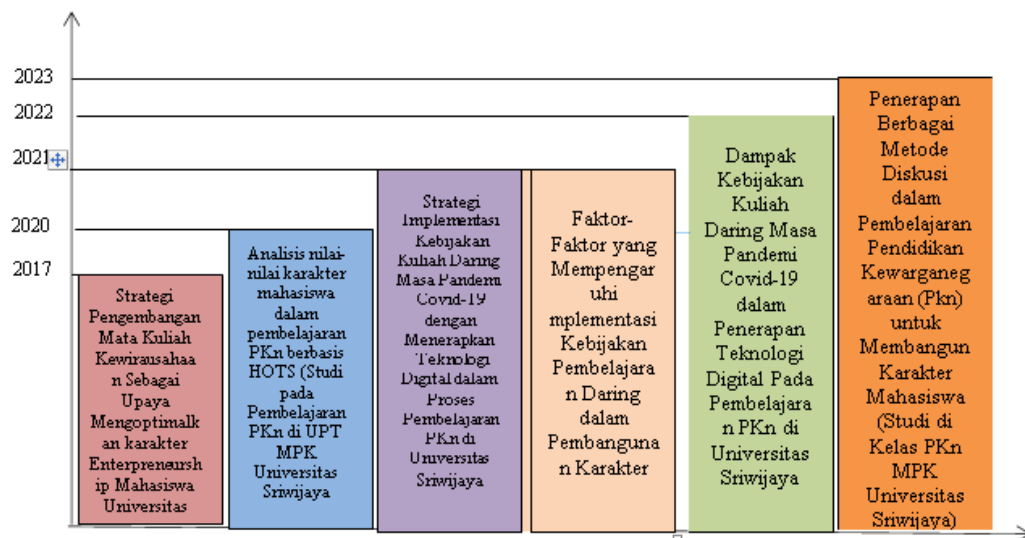 2023
2022
2021
2020
2017
Strategi
Pengembangan
Mata Kuliah
Kewirausahaa
n Sebagai
Upaya
Mengoptimalk
an karakter
Enterpreneursh
ip Mahasiswa
Universitas
Analisis nilai-
nilai karakter
mahasiswa
dalam
pembelajaran
PKn berbasis
HOTS (Studi
pada
Pembelajaran
PKn di UPT
MPK
Universitas
Sriwijaya
Strategi
Implementasi
Kebijakan
Kuliah Daring
Masa Pandemi
Covid-19
dengan
Menerapkan
Teknologi
Digital dalam
Proses
Pembelajaran
PKn di
Universitas
Sriwijaya
Faktor-
Faktor yang
Mempengar
uhi
mplementasi
Kebijakan
Pembelajara
n Daring
dalam
Pembanguna
n Karakter
Dampak
Kebijakan
Kuliah
Daring Masa
Pandemi
Covid-19
dalam
Penerapan
Teknologi
Digital Pada
Pembelajara
n PKn di
Universitas
Sriwijaya
Penerapan
Berbagai
Metode
Diskusi
dalam
Pembelajaran
Pendidikan
Kewarganeg
araan (Pkn)
untuk
Membangun
Karakter
Mahasiswa
(Studi di
Kelas PKn
MPK
Universitas
Sriwijaya)